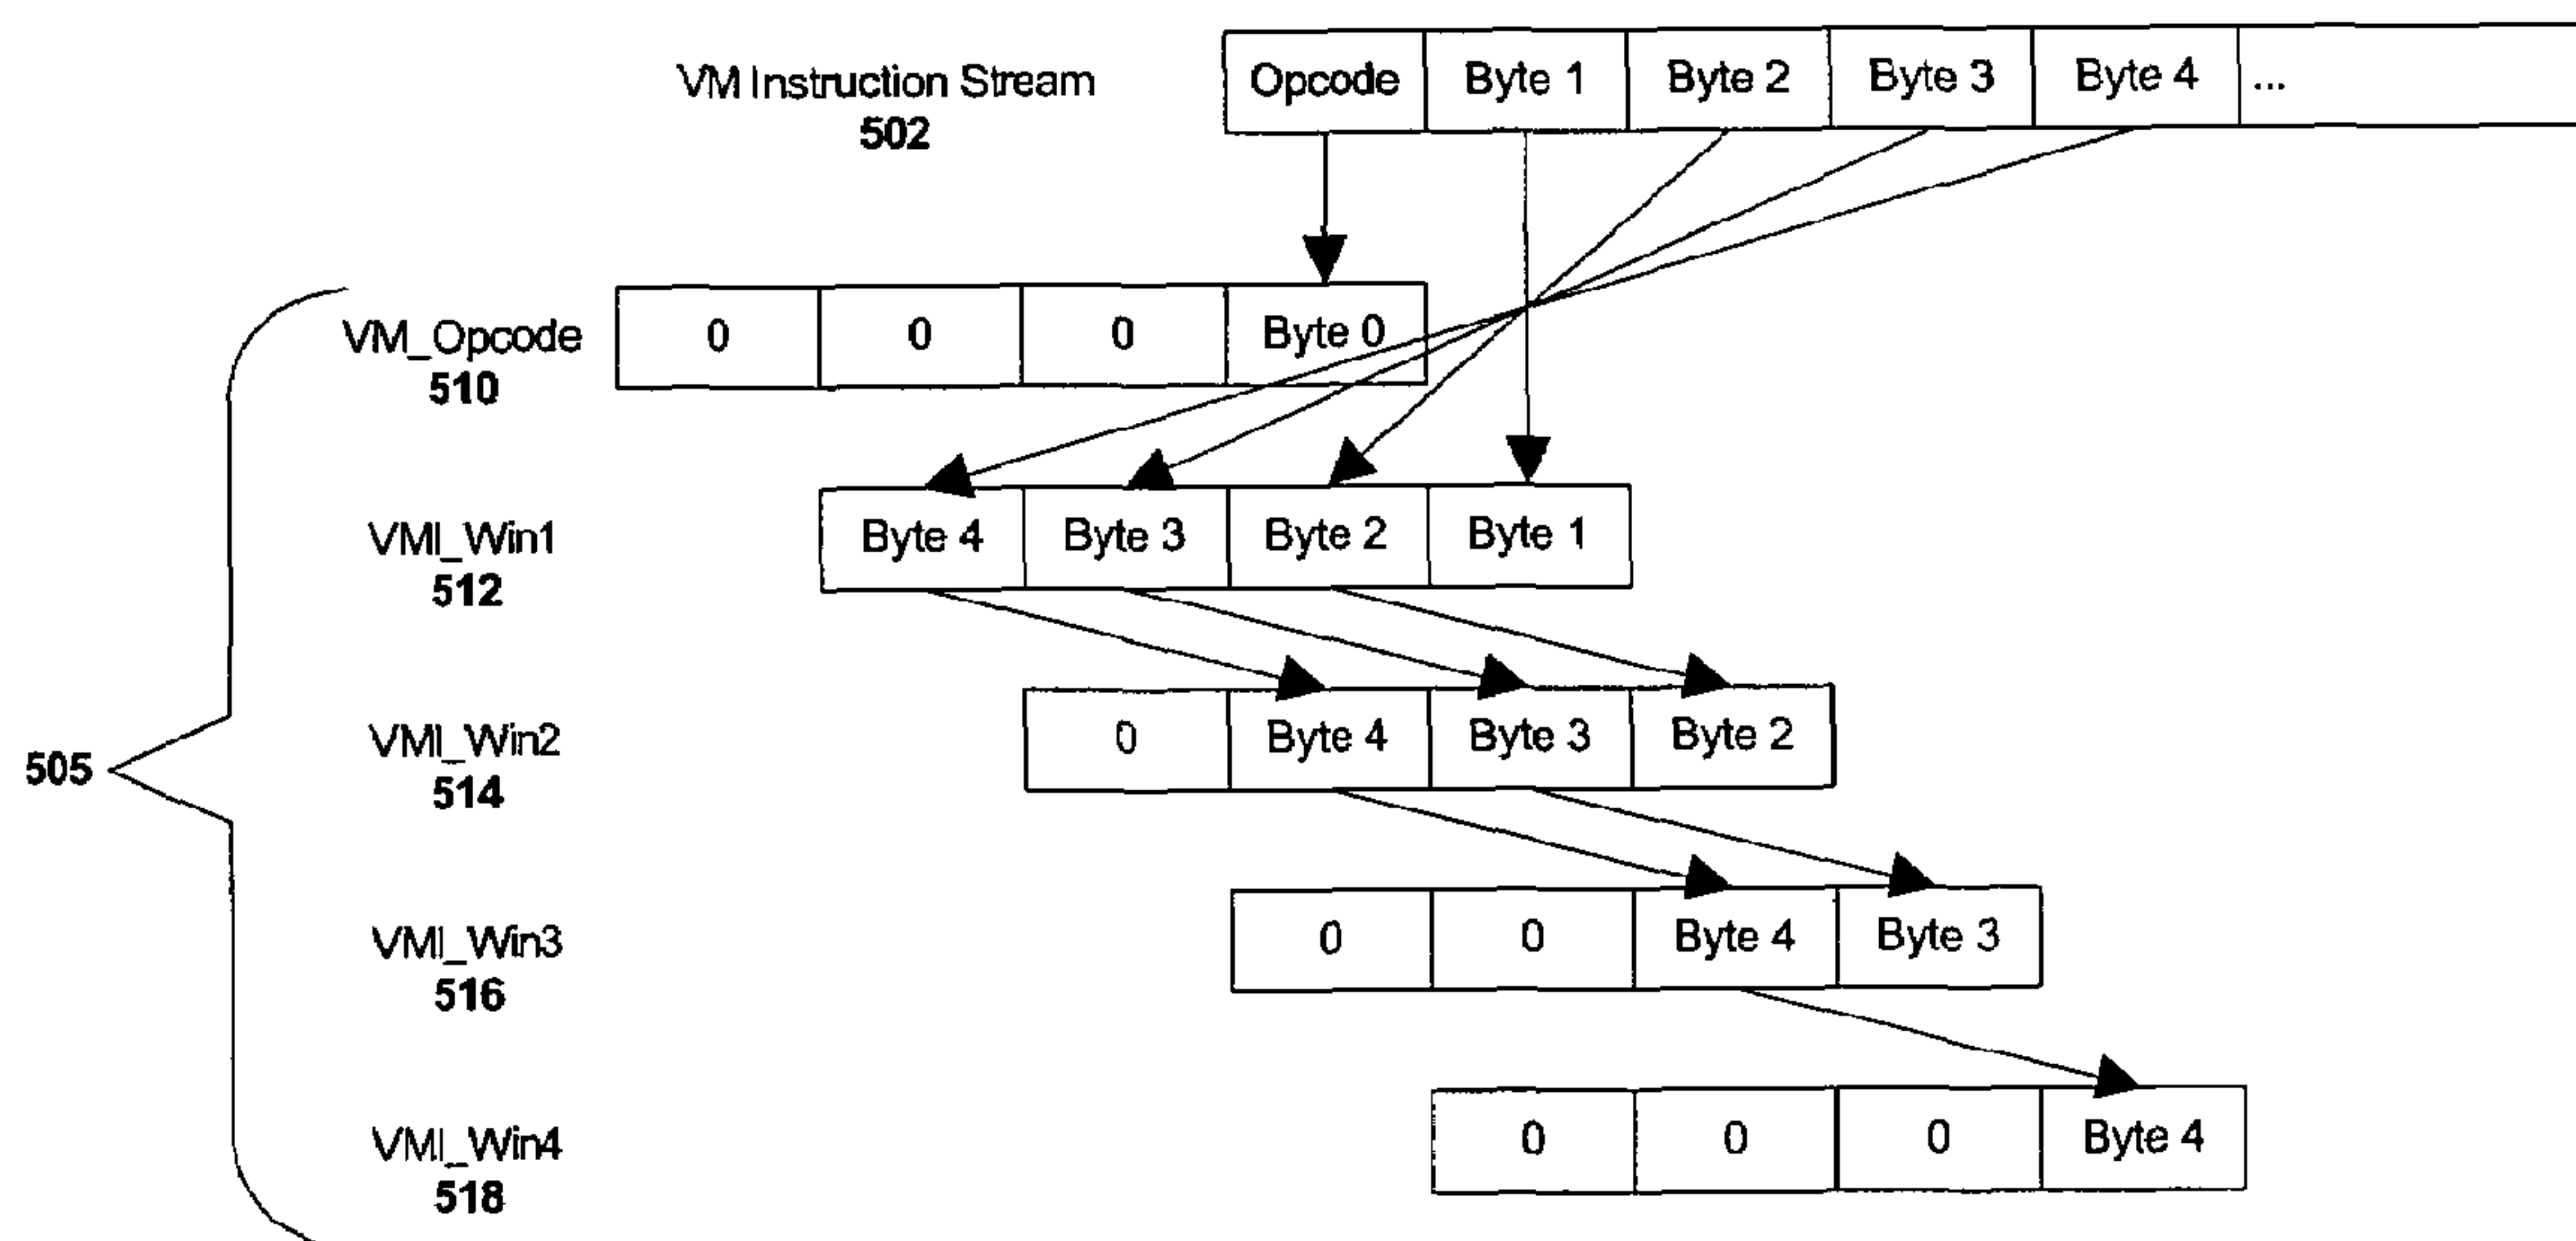 VM Instruction Stream
502
Opcode Byte 1 Byte 2 Byte 3 Byte 4 ...
VM_Opcode
510
0 0 0 Byte 0
VMI_Win1
512
Byte 4 Byte 3 Byte 2 Byte 1
505
VMI_Win2
514
0 Byte 4 Byte 3 Byte 2
VMI_Win3
516
0 0 Byte 4 Byte 3
VMI_Win4
518
0 0 0 Byte 4